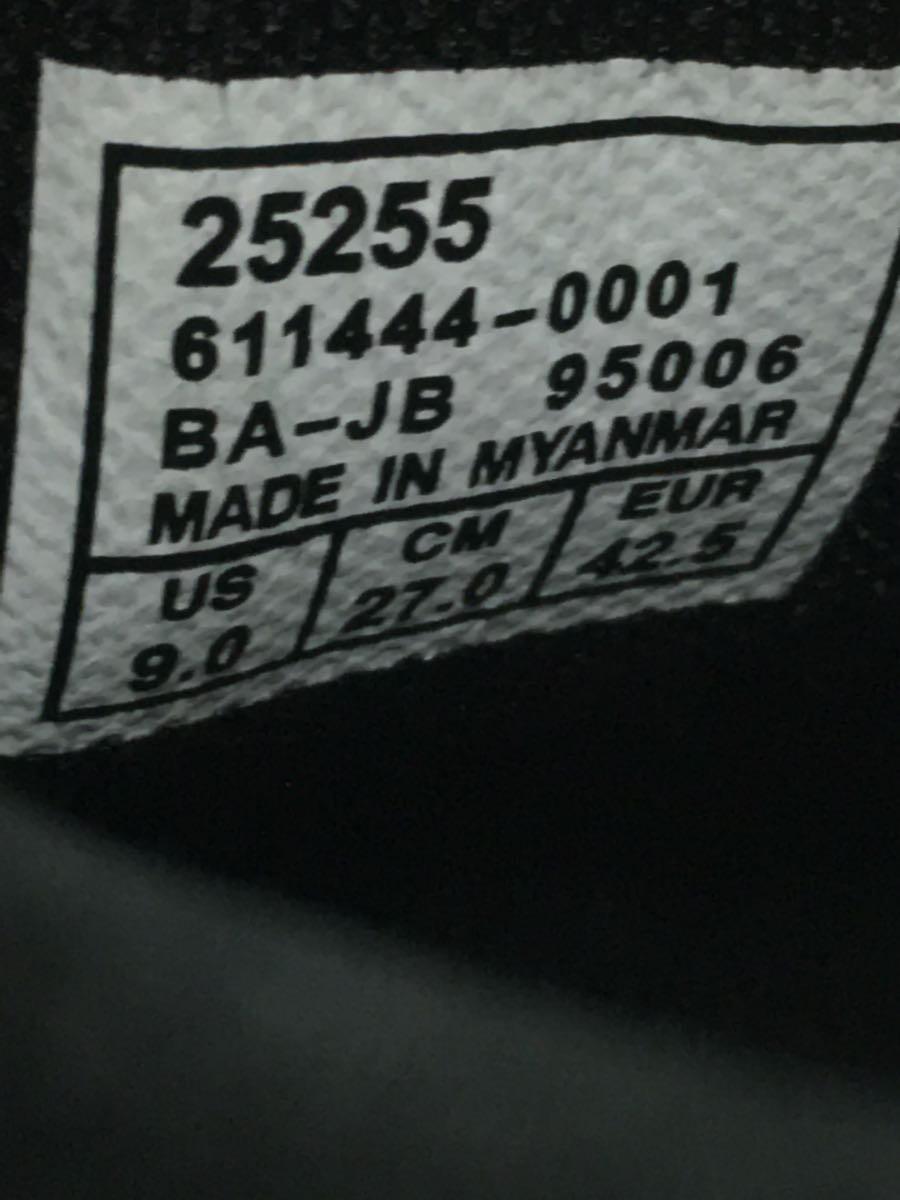 25255
611444-0001
BA-JB 95006
MADE IN MYANMAR
US CM EUR
9.0 27.0 42.5